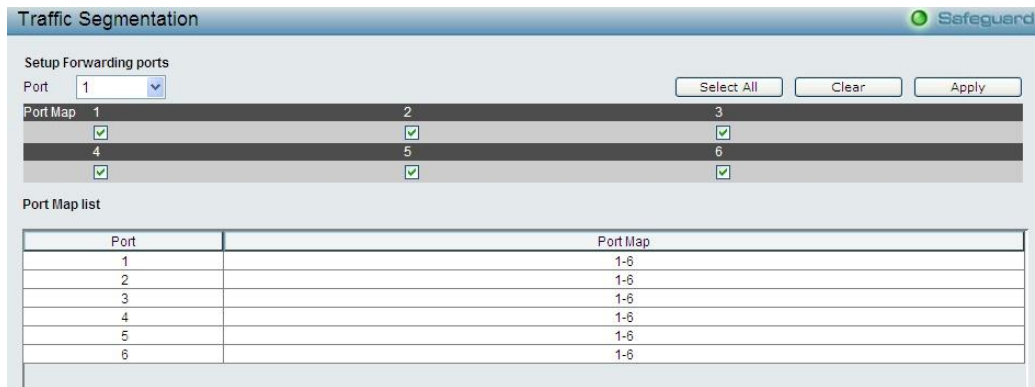 Traffic Segmentation Safeguard
Setup Forwarding ports
Port 1 Select All Clear Apply
Port Map 1 2 3
4 5 6
Port Map list
Port Port Map
1 1-6
2 1-6
3 1-6
4 1-6
5 1-6
6 1-6